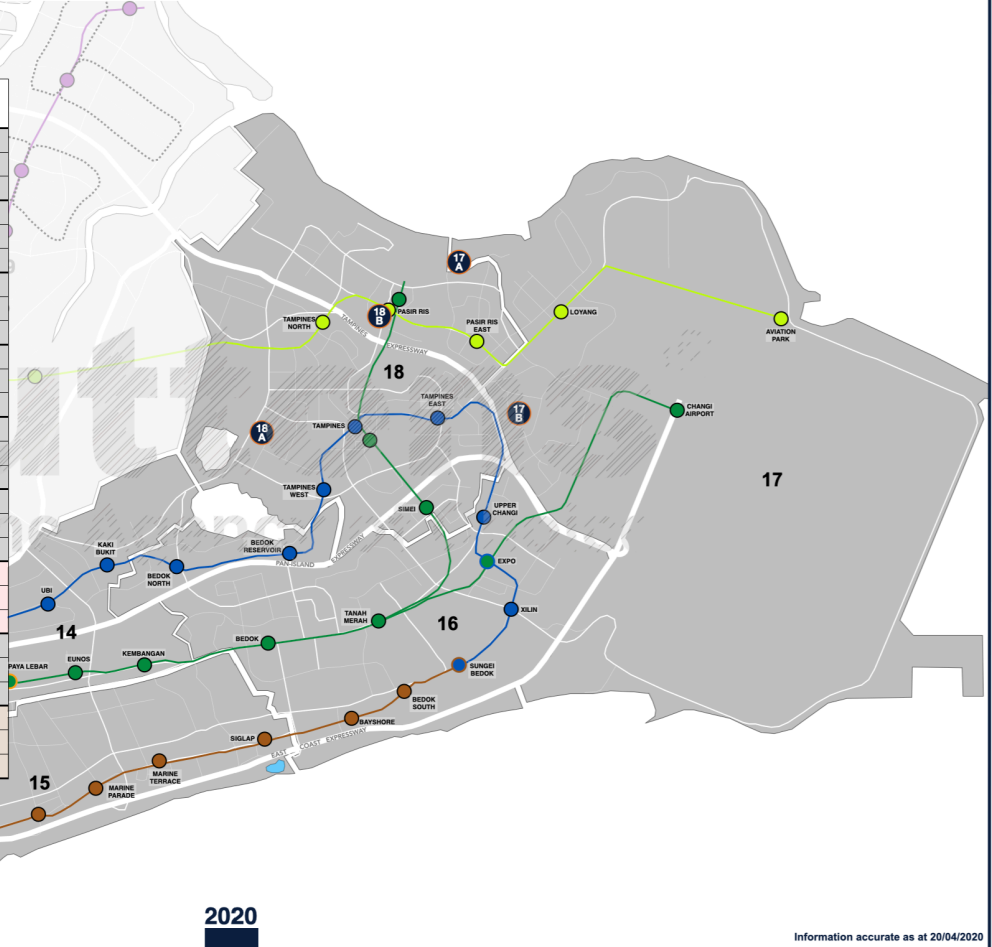 17
A
18
B
PASIR RIS
TAMPINES
NORTH
TAMPINES
EXPRESSWAY
PASIR RIS
EAST
LOYANG
AVIATION
PARK
18
TAMPINES
EAST
17
B
CHANGI
AIRPORT
18
A
TAMPINES
17
TAMPINES
WEST
SIMEI
UPPER
CHANGI
KAKI
BUKIT
BEDOK
RESERVOIR
PAN-ISLAND
EXPRESSWAY
BEDOK
NORTH
EXPO
UBI
XILIN
14
TANAH
MERAH
16
BEDOK
KEMBANGAN
EUNOS
PAYA LEBAR
SUNGEI
BEDOK
BEDOK
SOUTH
BAYSHORE
SIGLAP
EAST COAST EXPRESSWAY
MARINE
TERRACE
15
MARINE
PARADE
2020
Information accurate as at 20/04/2020